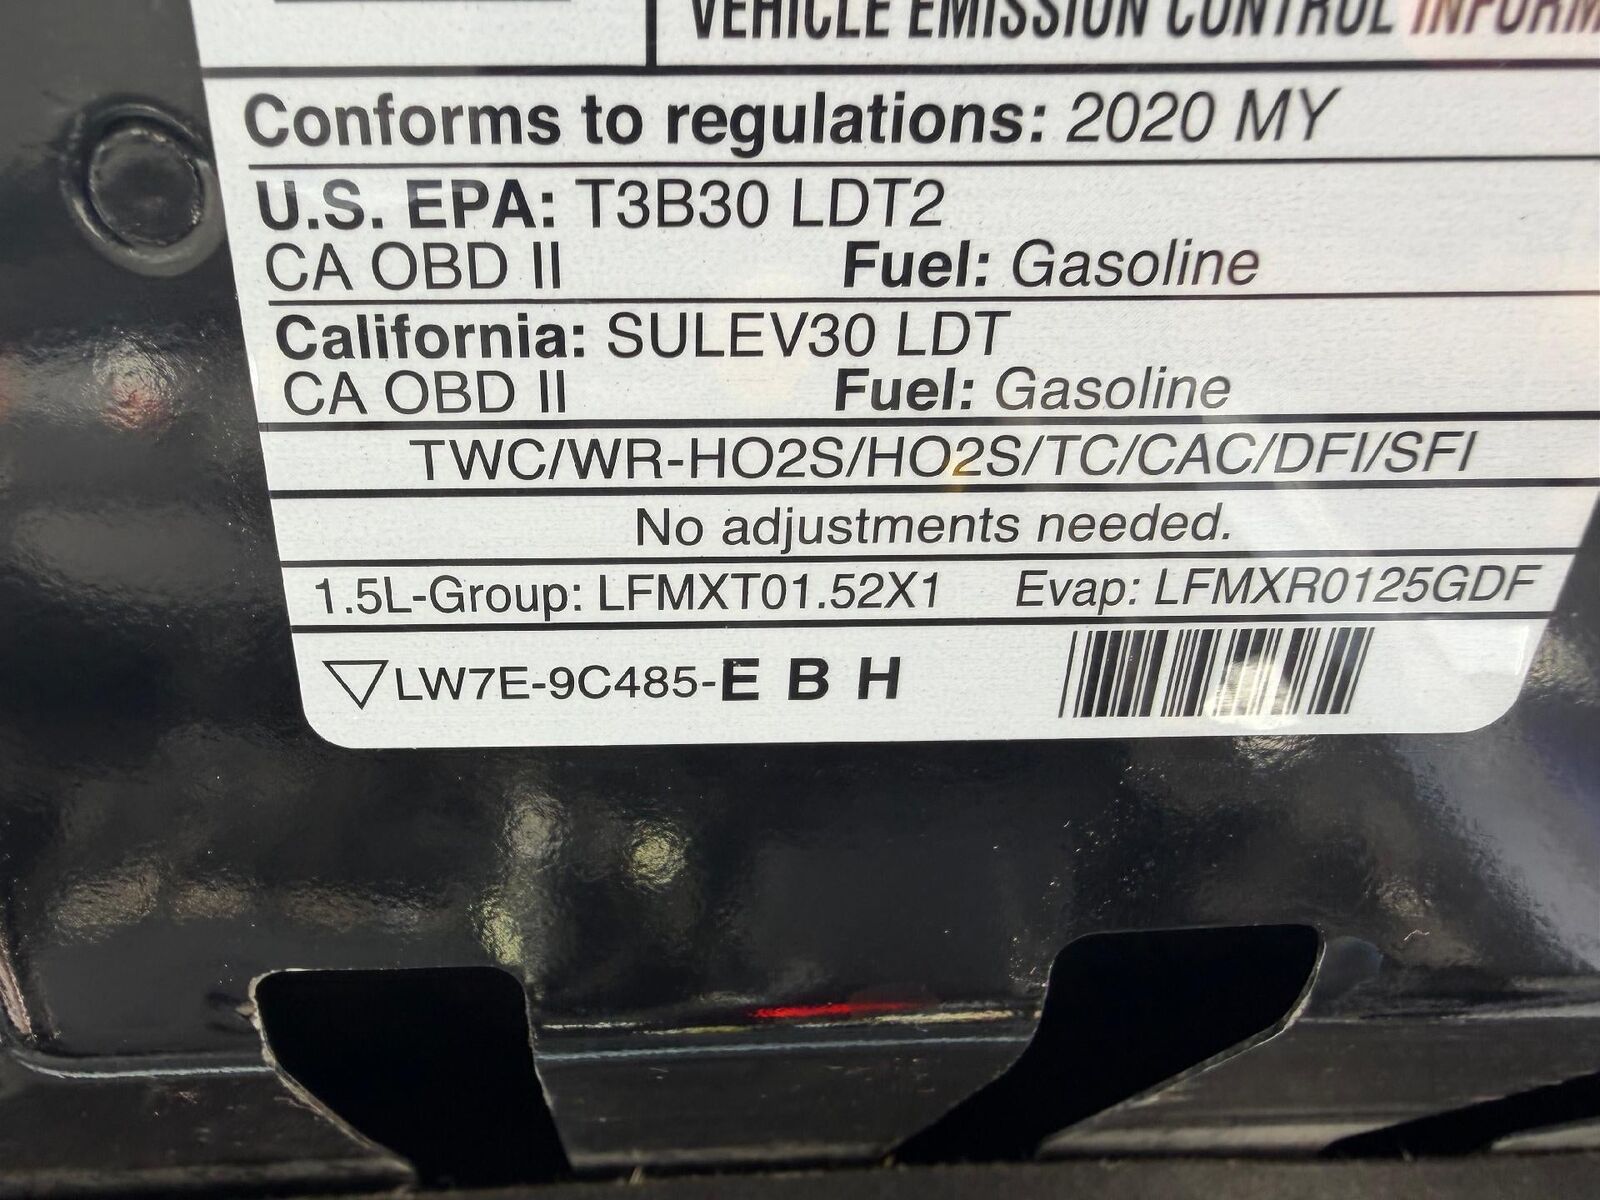 VEHICLE EMISSION CONTROL
Conforms to regulations: 2020 MY
U.S. EPA: T3B30 LDT2
CA OBD II Fuel: Gasoline
California: SULEV30 LDT
CA OBD II Fuel: Gasoline
TWC/WR-HO2S/HO2S/TC/CAC/DFI/SFI
No adjustments needed.
1.5L-Group: LFMXT01.52X1 Evap: LFMXR0125GDF
LW7E-9C485-E B H